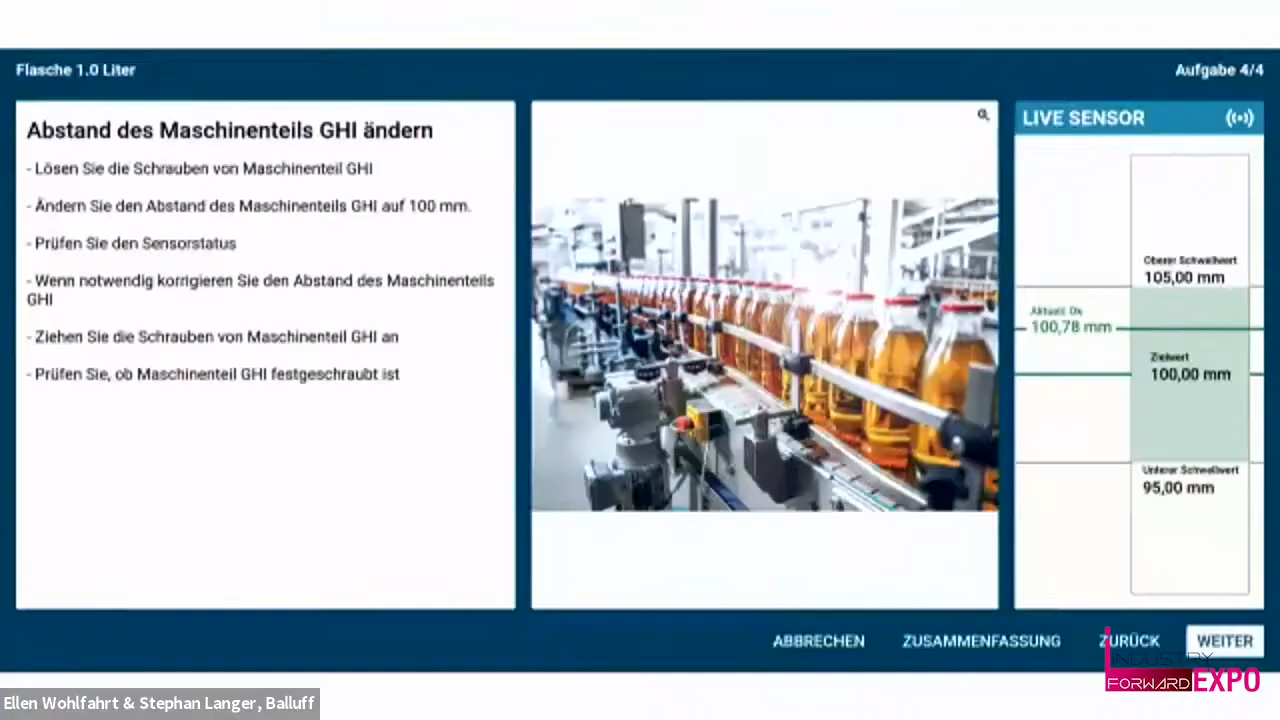 Flasche 1.0 Liter
Aufgabe 4/4
Abstand des Maschinenteils GHI ändern
- Lösen Sie die Schrauben von Maschinenteil GHI
- Ändern Sie den Abstand des Maschinenteils GHI auf 100 mm.
- Prüfen Sie den Sensorstatus
- Wenn notwendig korrigieren Sie den Abstand des Maschinenteils
GHI
- Ziehen Sie die Schrauben von Maschinenteil GHI an
- Prüfen Sie, ob Maschinenteil GHI festgeschraubt ist
LIVE SENSOR
Oberer Schwellwert
105,00 mm
Aktuell: Ok
100,78 mm
Zielwert
100,00 mm
Unterer Schwellwert
95,00 mm
ABBRECHEN
ZUSAMMENFASSUNG
ZURÜCK
WEITER
INDUSTRY
FORWARD EXPO
Ellen Wohlfahrt & Stephan Langer, Balluff